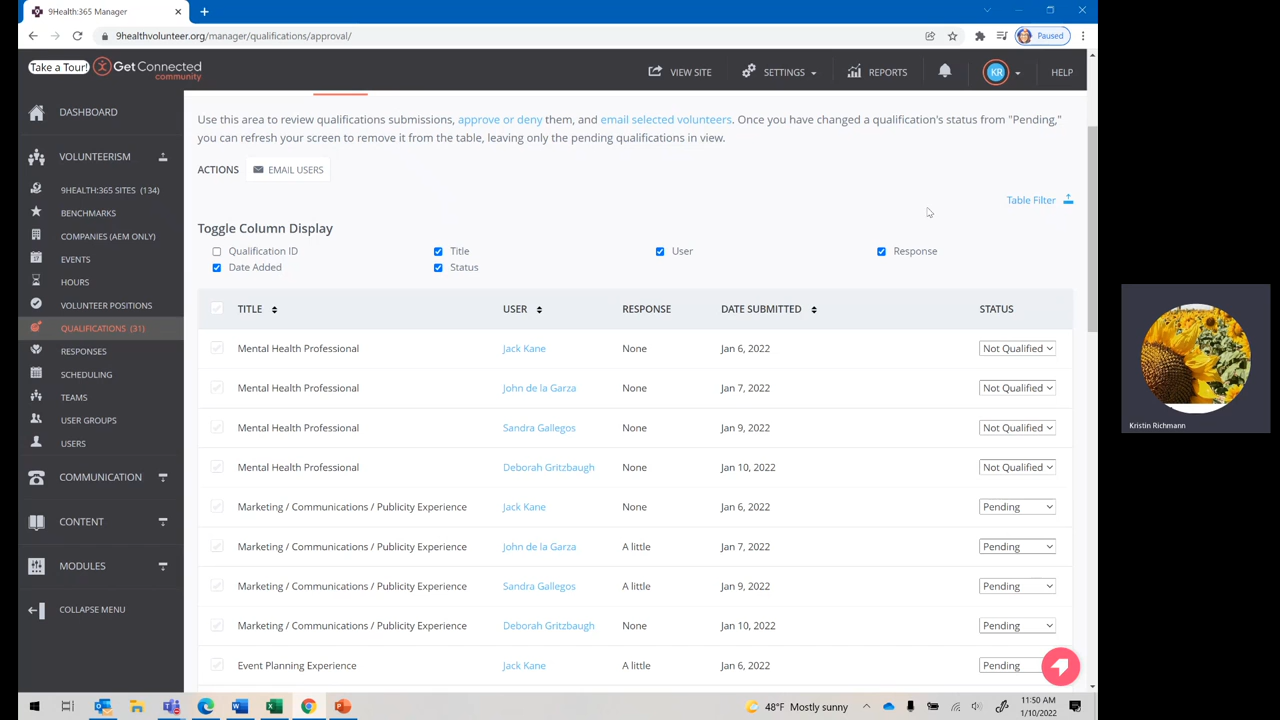 9Health:365 Manager
9healthvolunteer.org/manager/qualifications/approval/
Paused
Take a Tour!
GetConnected
community
VIEW SITE
SETTINGS
REPORTS
KR
HELP
DASHBOARD
VOLUNTEERISM
9HEALTH:365 SITES (134)
BENCHMARKS
COMPANIES (AEM ONLY)
EVENTS
HOURS
VOLUNTEER POSITIONS
QUALIFICATIONS (31)
RESPONSES
SCHEDULING
TEAMS
USER GROUPS
USERS
COMMUNICATION
CONTENT
MODULES
COLLAPSE MENU
Use this area to review qualifications submissions, approve or deny them, and email selected volunteers. Once you have changed a qualification's status from "Pending,"
you can refresh your screen to remove it from the table, leaving only the pending qualifications in view.
ACTIONS EMAIL USERS
Table Filter
Toggle Column Display
Qualification ID Title User Response
Date Added Status
TITLE USER RESPONSE DATE SUBMITTED STATUS
Mental Health Professional Jack Kane None Jan 6, 2022 Not Qualified
Mental Health Professional John de la Garza None Jan 7, 2022 Not Qualified
Mental Health Professional Sandra Gallegos None Jan 9, 2022 Not Qualified
Mental Health Professional Deborah Gritzbaugh None Jan 10, 2022 Not Qualified
Marketing / Communications / Publicity Experience Jack Kane None Jan 6, 2022 Pending
Marketing / Communications / Publicity Experience John de la Garza A little Jan 7, 2022 Pending
Marketing / Communications / Publicity Experience Sandra Gallegos A little Jan 9, 2022 Pending
Marketing / Communications / Publicity Experience Deborah Gritzbaugh None Jan 10, 2022 Pending
Event Planning Experience Jack Kane A little Jan 6, 2022 Pending
Kristin Richmann
48°F Mostly sunny
11:50 AM
1/10/2022